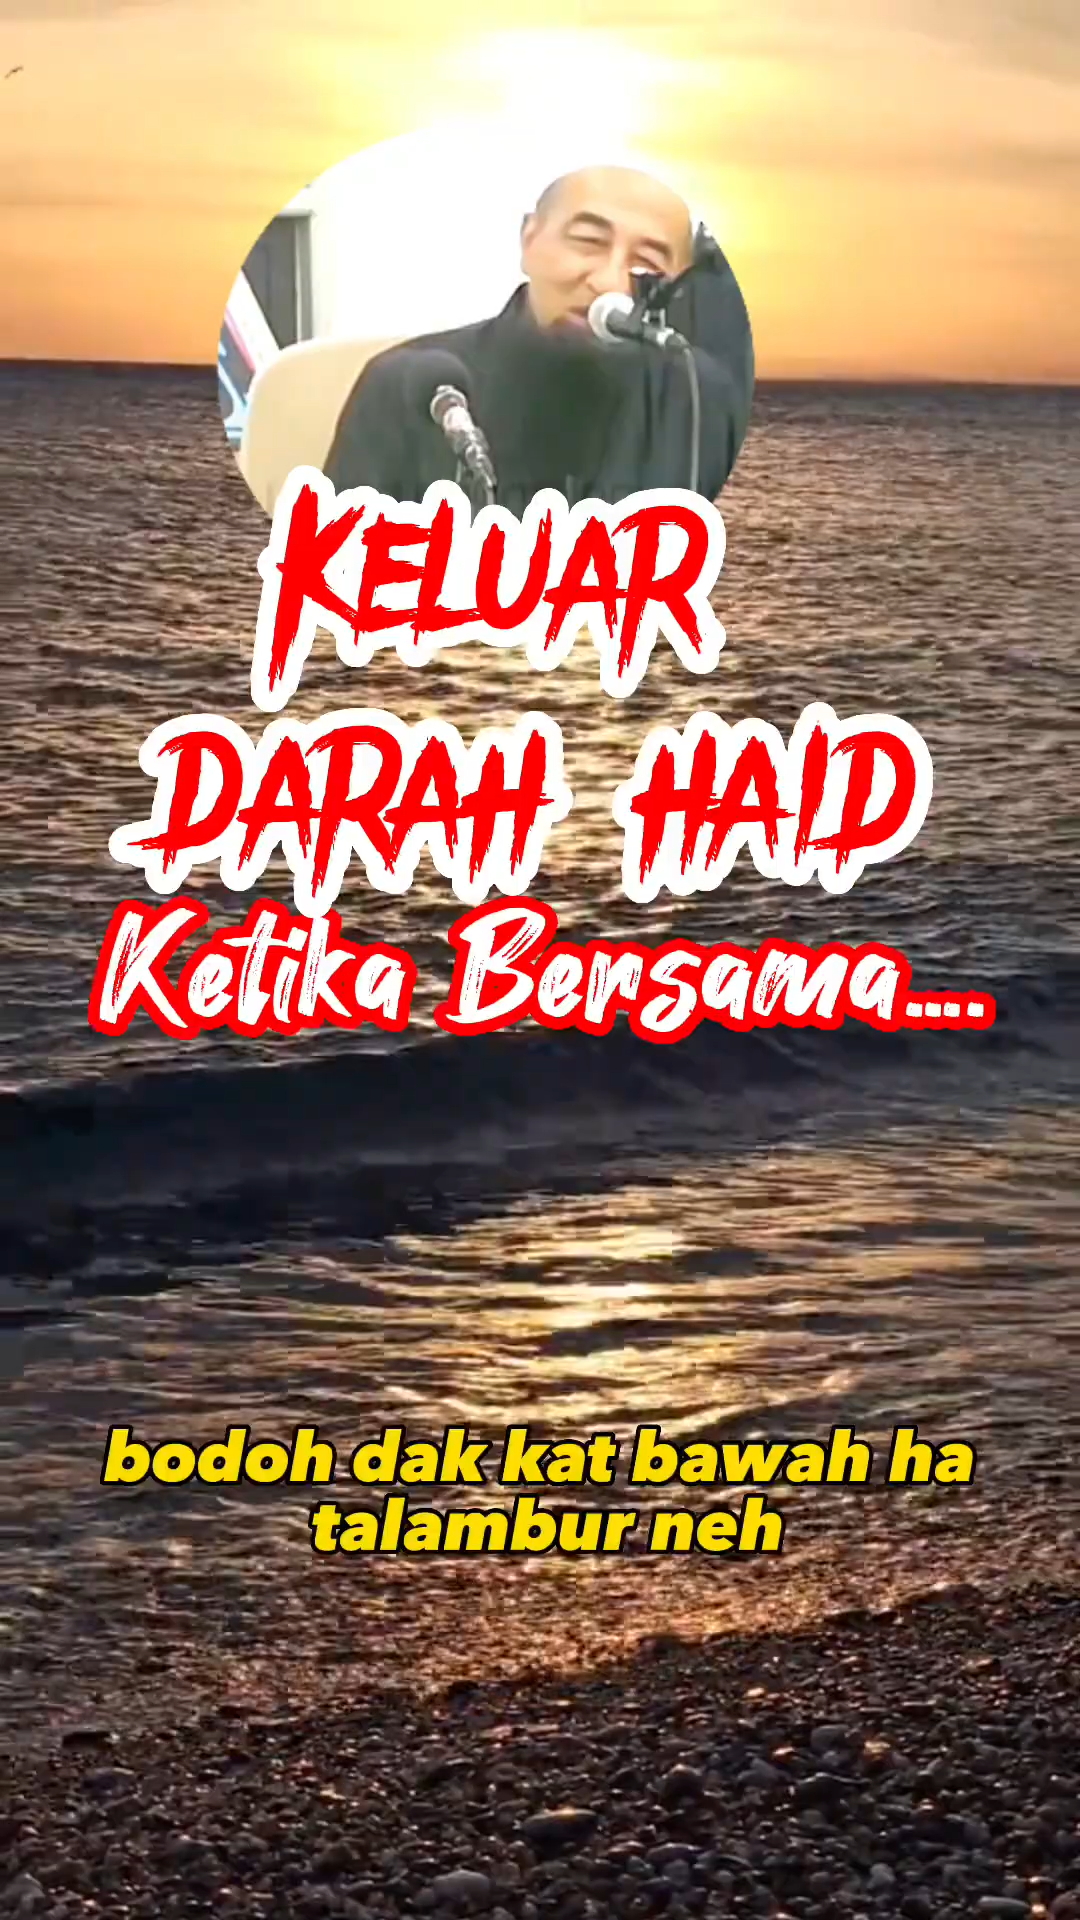 KELUAR
DARAH HAID
Ketika Bersama....
bodoh dak kat bawah ha
talambur neh